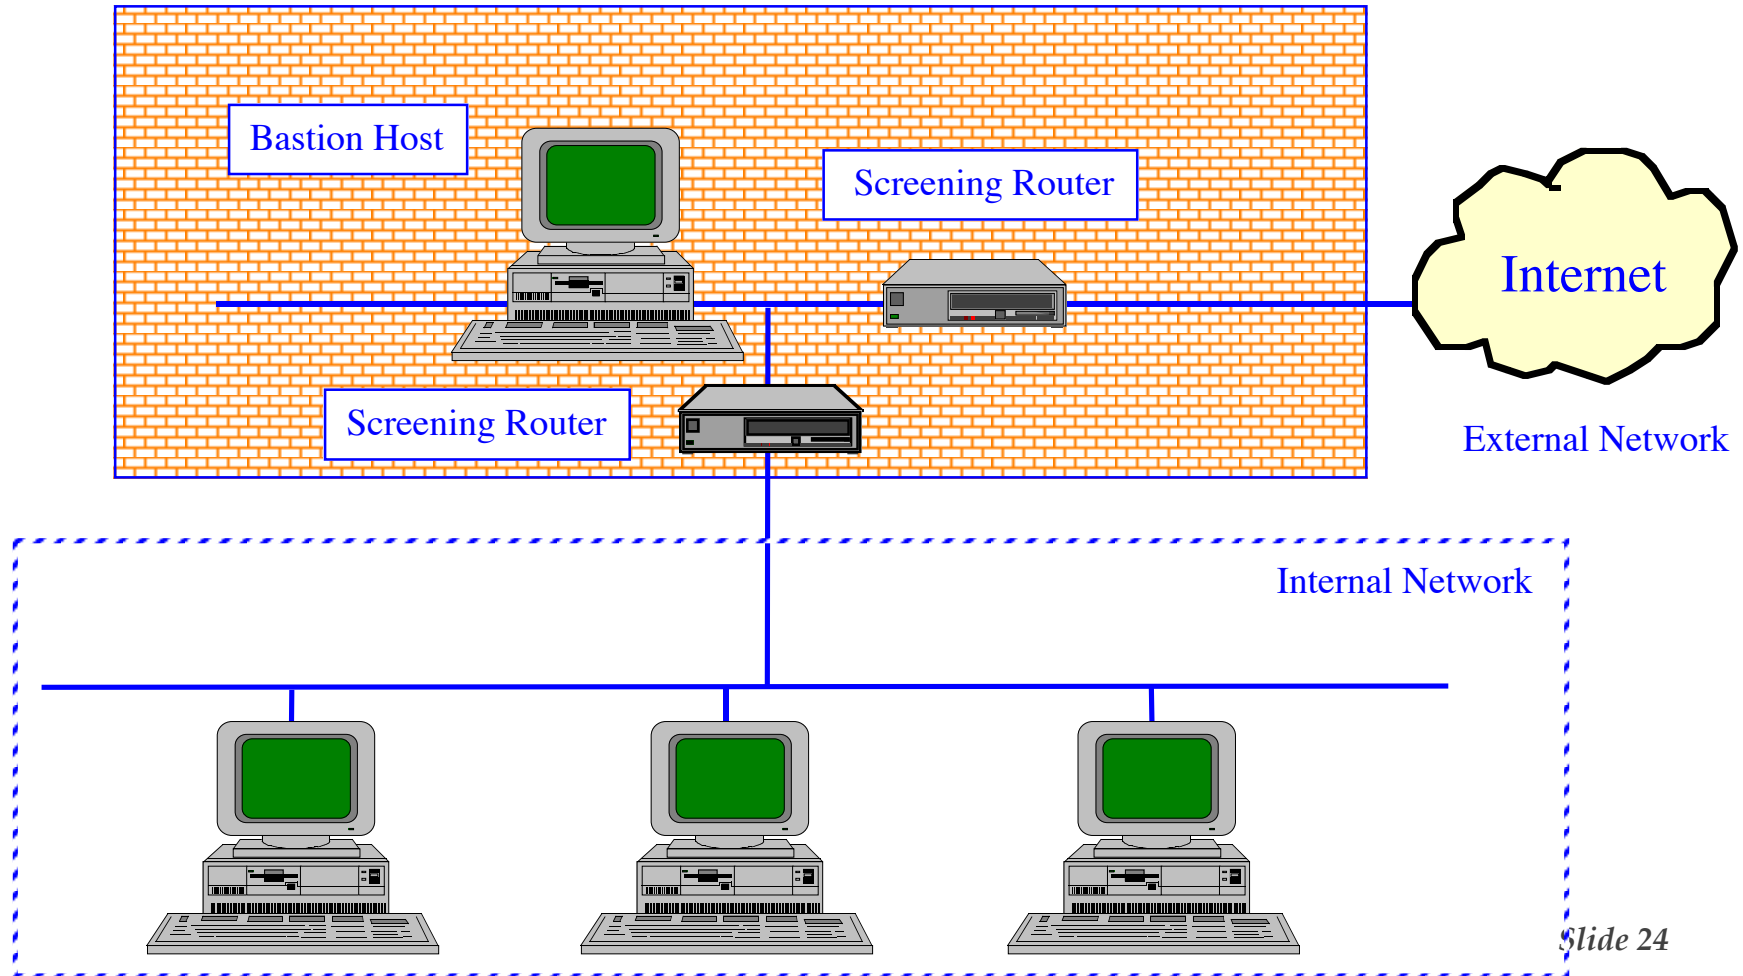 Bastion Host
Screening Router
Internet
Screening Router
External Network
Internal Network
Slide 24